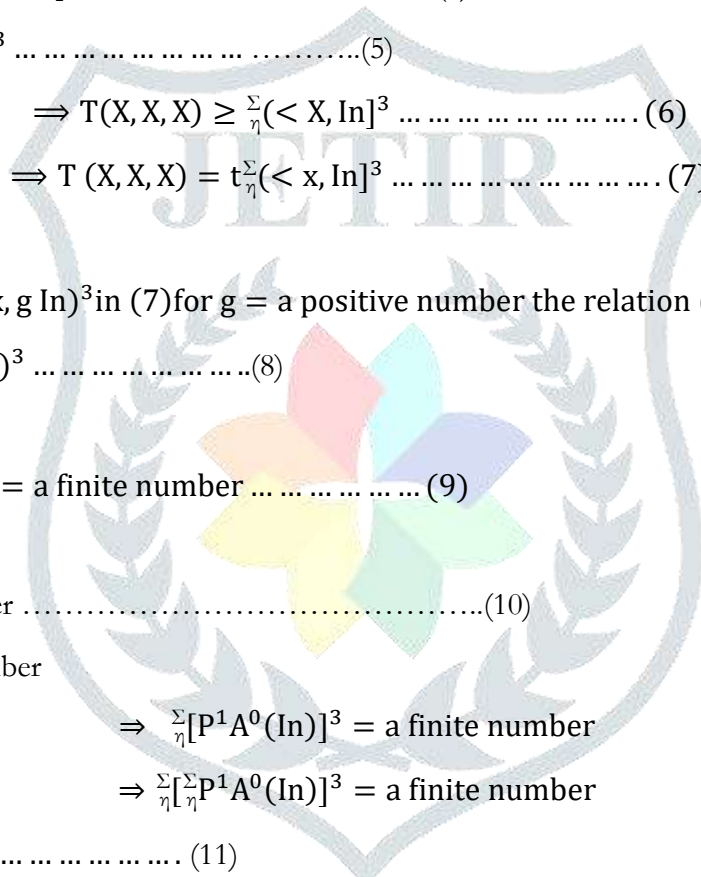 ³ … … … … … … … … ………..(5)
⟹ T(X, X, X) ≥ Σ_η(< X, In]³ … … … … … … … … . (6)
⟹ T (X, X, X) = tΣ_η(< x, In]³ … … … … … … … … … . (7)
JETIR
x, g In)³in (7)for g = a positive number the relation (
)³ … … … … … … … ..(8)
= a finite number … … … … … … (9)
er ……………………………………..(10)
nber
⇒ Σ_η[P¹A⁰(In)]³ = a finite number
⇒ Σ_η[Σ_ηP¹A⁰(In)]³ = a finite number
… … … … … … . (11)